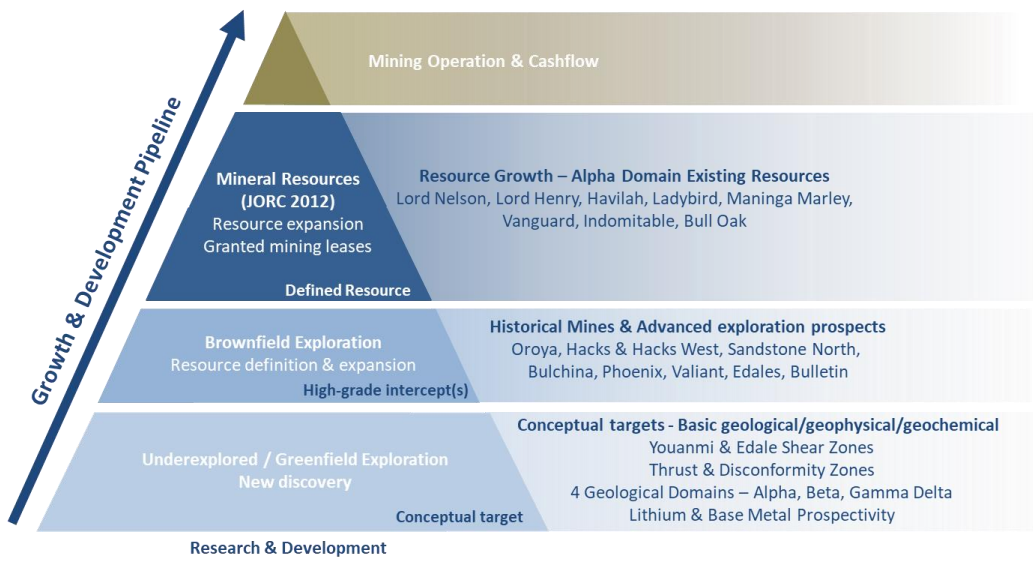 Growth & Development Pipeline
Mining Operation & Cashflow
Mineral Resources
(JORC 2012)
Resource expansion
Granted mining leases
Defined Resource
Resource Growth – Alpha Domain Existing Resources
Lord Nelson, Lord Henry, Havilah, Ladybird, Maninga Marley,
Vanguard, Indomitable, Bull Oak
Brownfield Exploration
Resource definition & expansion
High-grade intercept(s)
Historical Mines & Advanced exploration prospects
Oroya, Hacks & Hacks West, Sandstone North,
Bulchina, Phoenix, Valiant, Edales, Bulletin
Underexplored / Greenfield Exploration
New discovery
Conceptual target
Conceptual targets - Basic geological/geophysical/geochemical
Youanmi & Edale Shear Zones
Thrust & Disconformity Zones
4 Geological Domains – Alpha, Beta, Gamma Delta
Lithium & Base Metal Prospectivity
Research & Development